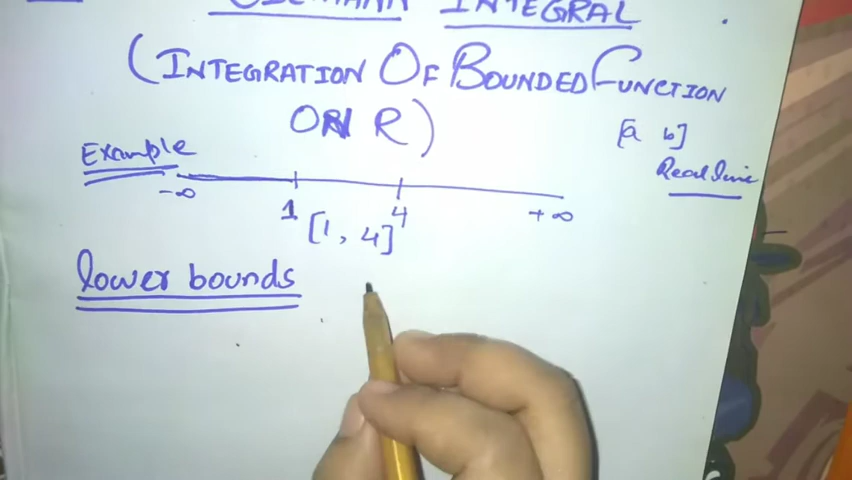 INTEGRAL
(INTEGRATION OF BOUNDED FUNCTION
ON R)
[a b]
Real line
Example
-∞ 1 4 +∞
[1, 4]
lower bounds